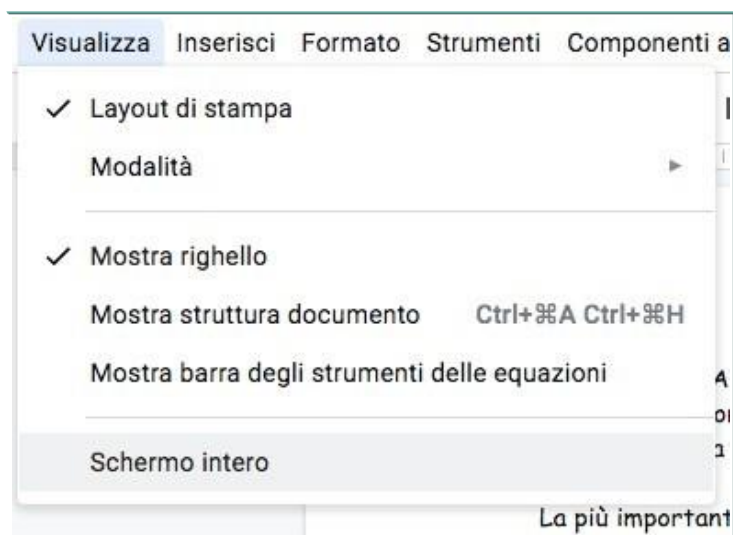 Visualizza Inserisci Formato Strumenti Componenti
Layout di stampa
Modalità
Mostra righello
Mostra struttura documento Ctrl+⌘A Ctrl+⌘H
Mostra barra degli strumenti delle equazioni
Schermo intero
La più important